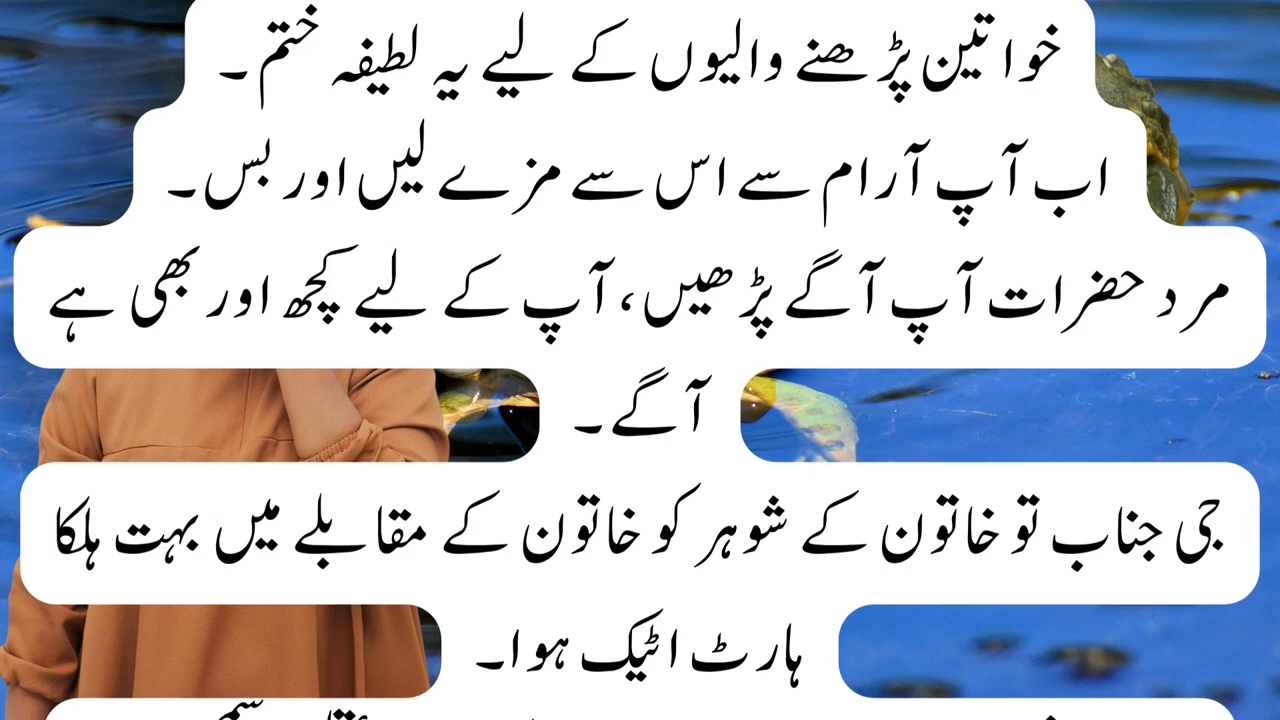 خواتین پڑھنے والیوں کے لیے یہ لطیفہ ختم۔
اب آپ آرام سے اس سے مزے لیں اور بس۔
مرد حضرات آپ آگے پڑھیں، آپ کے لیے کچھ اور بھی ہے
آگے۔
جی جناب تو خاتون کے شوہر کو خاتون کے مقابلے میں بہت ہلکا
ہارٹ اٹیک ہوا۔